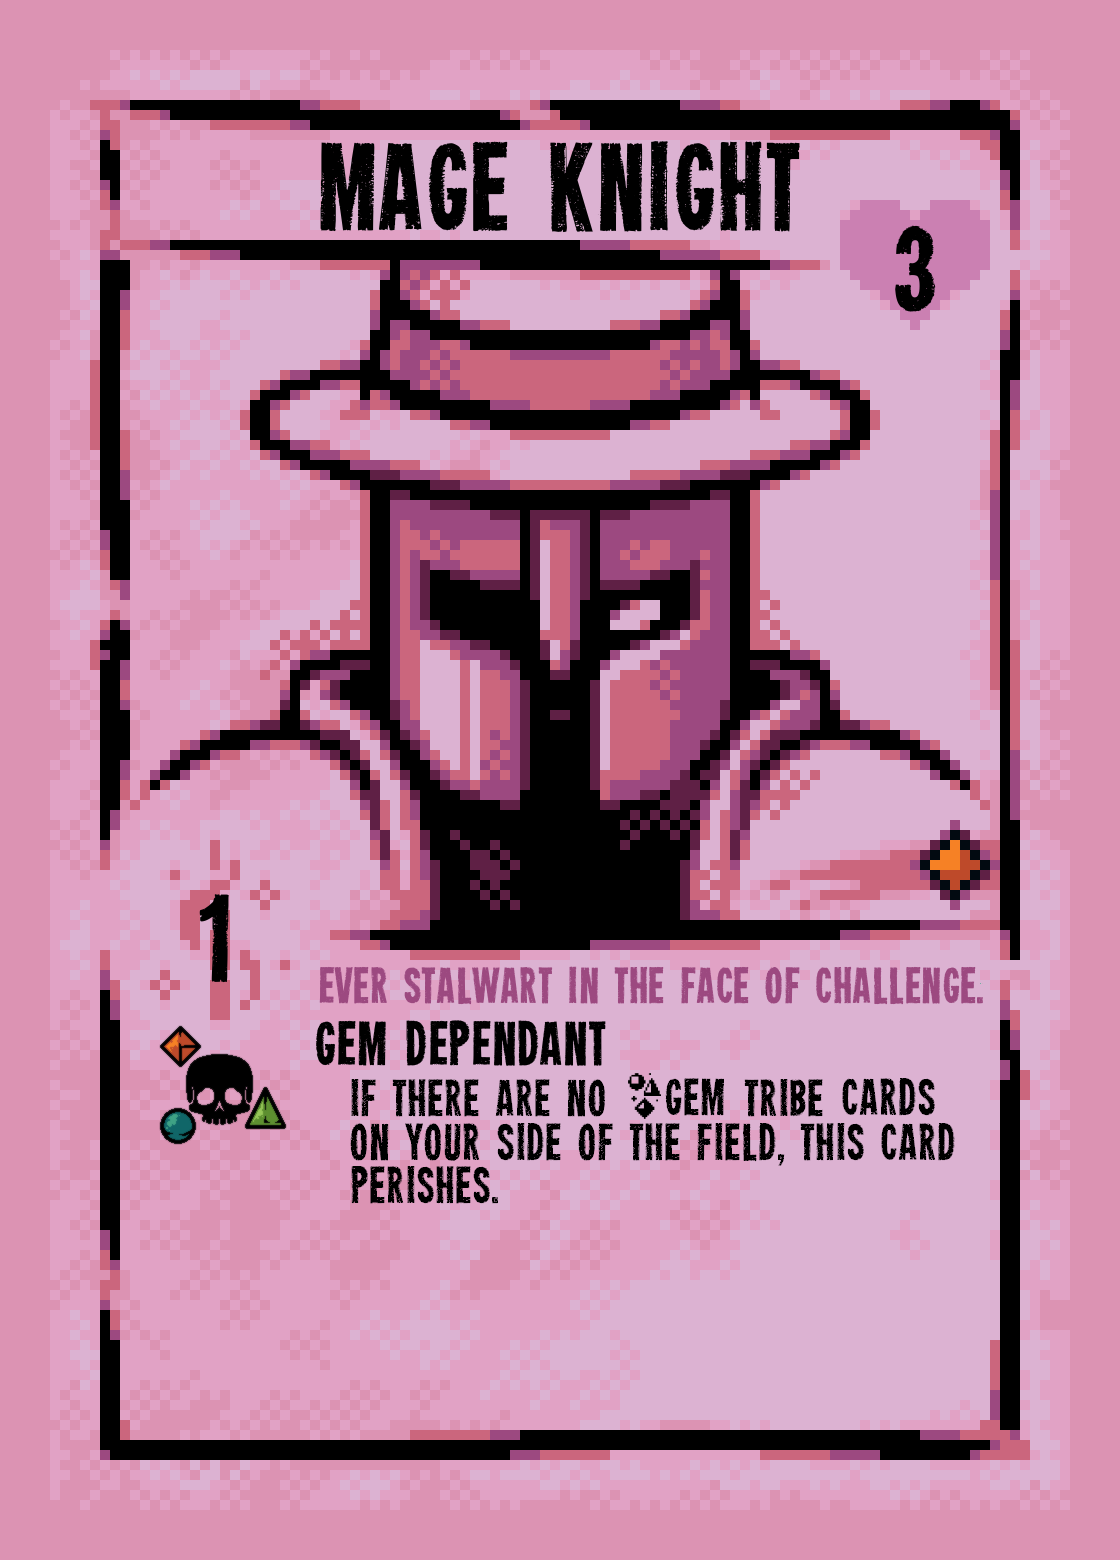 MAGE KNIGHT
3
1
EVER STALWART IN THE FACE OF CHALLENGE.
GEM DEPENDANT
IF THERE ARE NO GEM TRIBE CARDS
ON YOUR SIDE OF THE FIELD, THIS CARD
PERISHES.